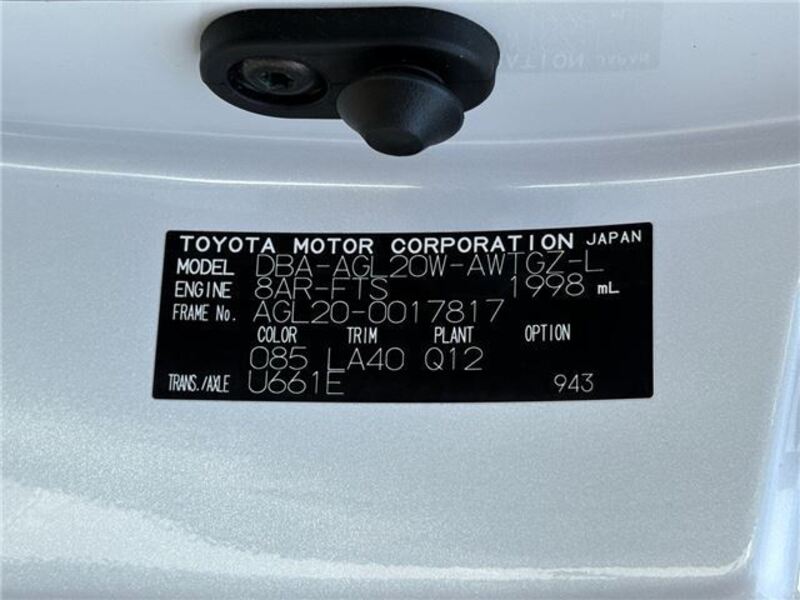 TOYOTA MOTOR CORPORATION JAPAN
MODEL DBA-AGL20W-AWTGZ-L
ENGINE 8AR-FTS 1998 mL
FRAME No. AGL20-0017817
COLOR TRIM PLANT OPTION
085 LA40 Q12
TRANS./AXLE U661E 943